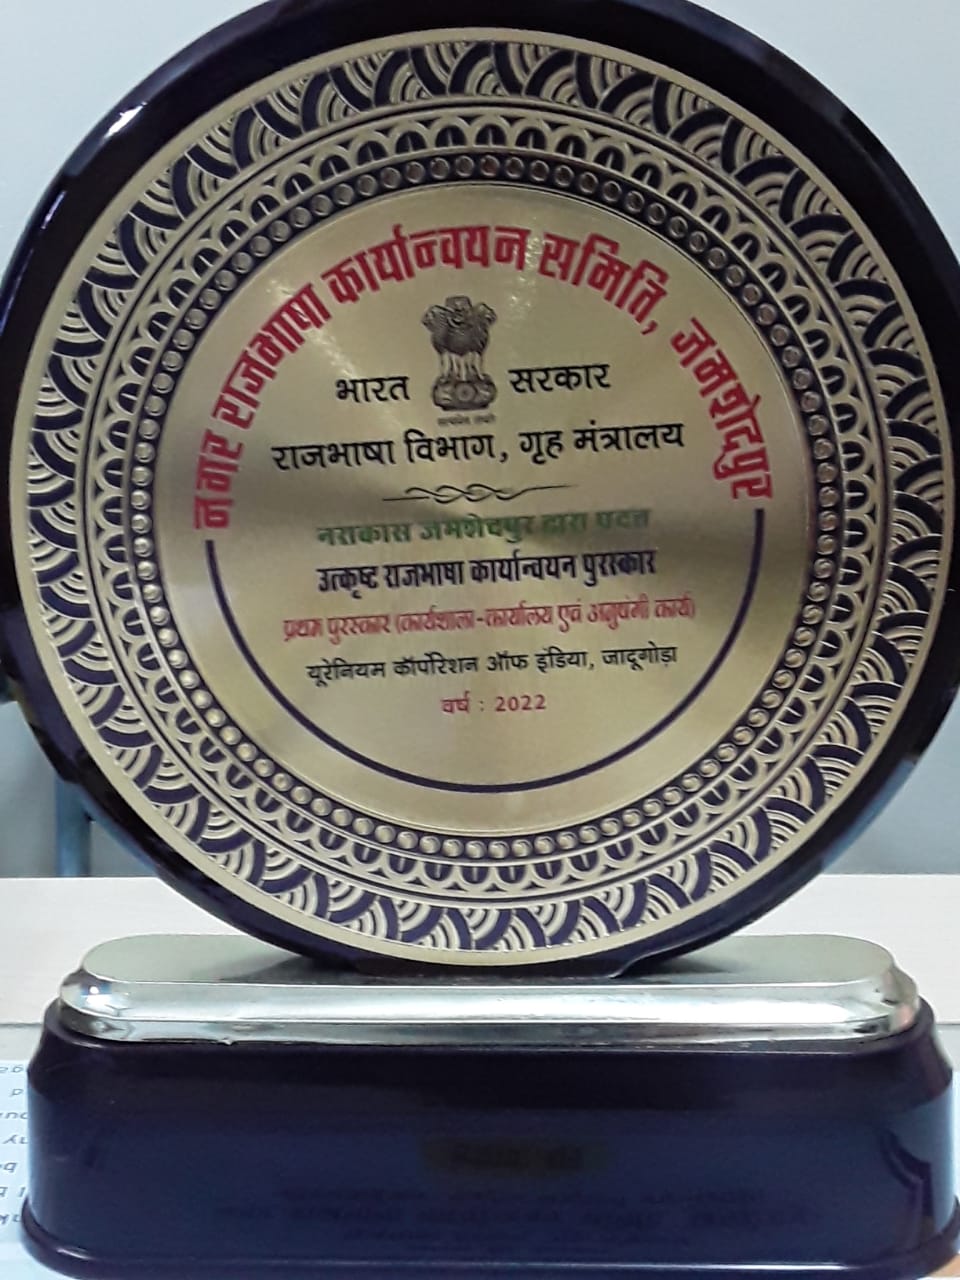 नगर राजभाषा कार्यान्वयन समिति, जमशेदपुर
भारत सरकार
राजभाषा विभाग, गृह मंत्रालय
नराकास जमशेदपुर द्वारा प्रदत्त
उत्कृष्ट राजभाषा कार्यान्वयन पुरस्कार
प्रथम पुरस्कार (कार्यशाला-कार्यालय एवं अनुषंगी कार्य)
यूरेनियम कॉर्पोरेशन ऑफ इंडिया, जादूगोड़ा
वर्ष : 2022